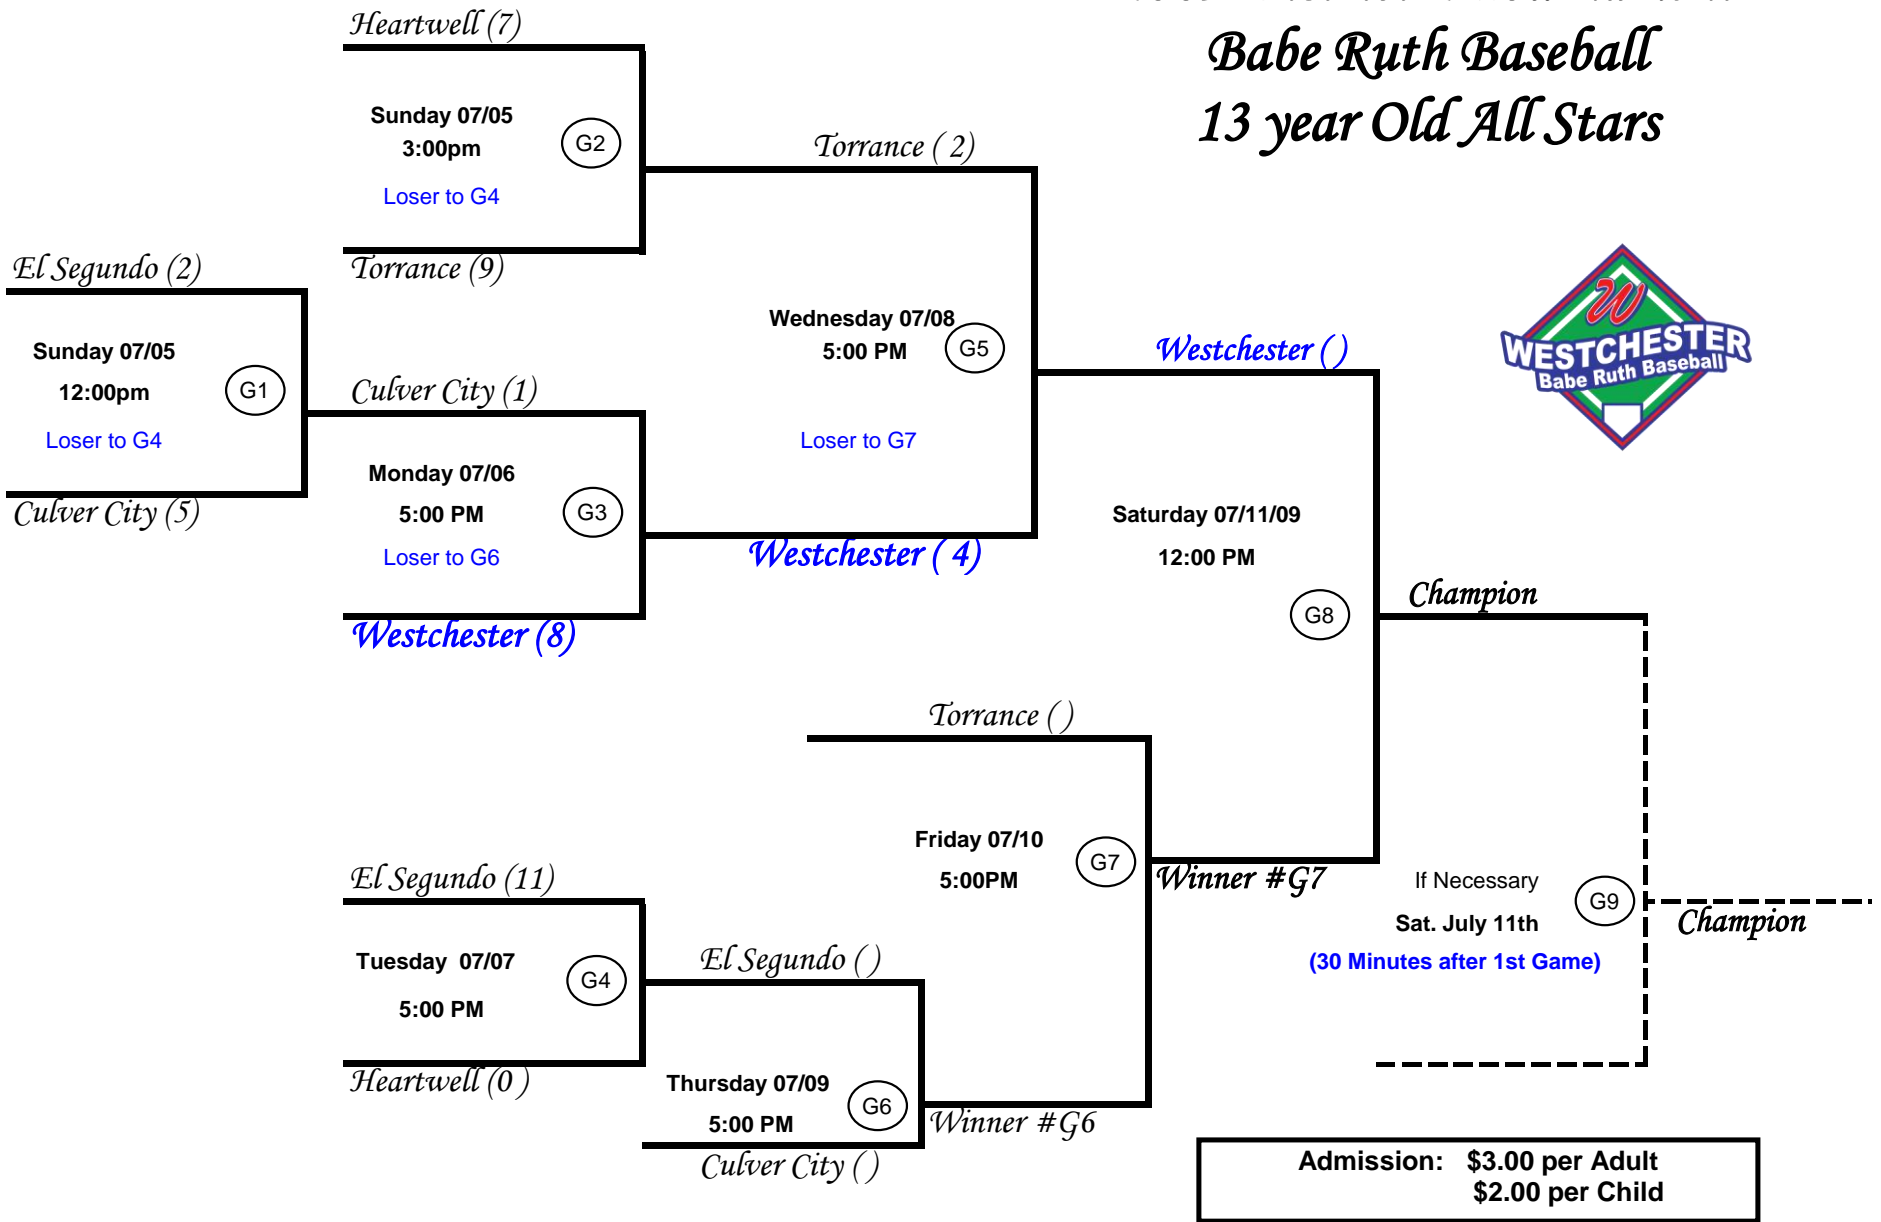 Babe Ruth Baseball
13 year Old All Stars
Heartwell (7)
Sunday 07/05
3:00pm
G2
Loser to G4
Torrance (9)
Torrance ( 2)
El Segundo (2)
Sunday 07/05
12:00pm
G1
Loser to G4
Culver City (5)
Culver City (1)
Monday 07/06
5:00 PM
G3
Loser to G6
Westchester (8)
Wednesday 07/08
5:00 PM
G5
Loser to G7
Westchester ( 4)
Westchester ( )
W
WESTCHESTER
Babe Ruth Baseball
Saturday 07/11/09
12:00 PM
G8
Champion
Torrance ( )
Friday 07/10
5:00PM
G7
Winner #G7
El Segundo (11)
Tuesday 07/07
5:00 PM
G4
Heartwell (0 )
El Segundo ( )
Thursday 07/09
5:00 PM
G6
Winner #G6
Culver City ( )
If Necessary
Sat. July 11th
(30 Minutes after 1st Game)
G9
Champion
Admission: $3.00 per Adult
$2.00 per Child